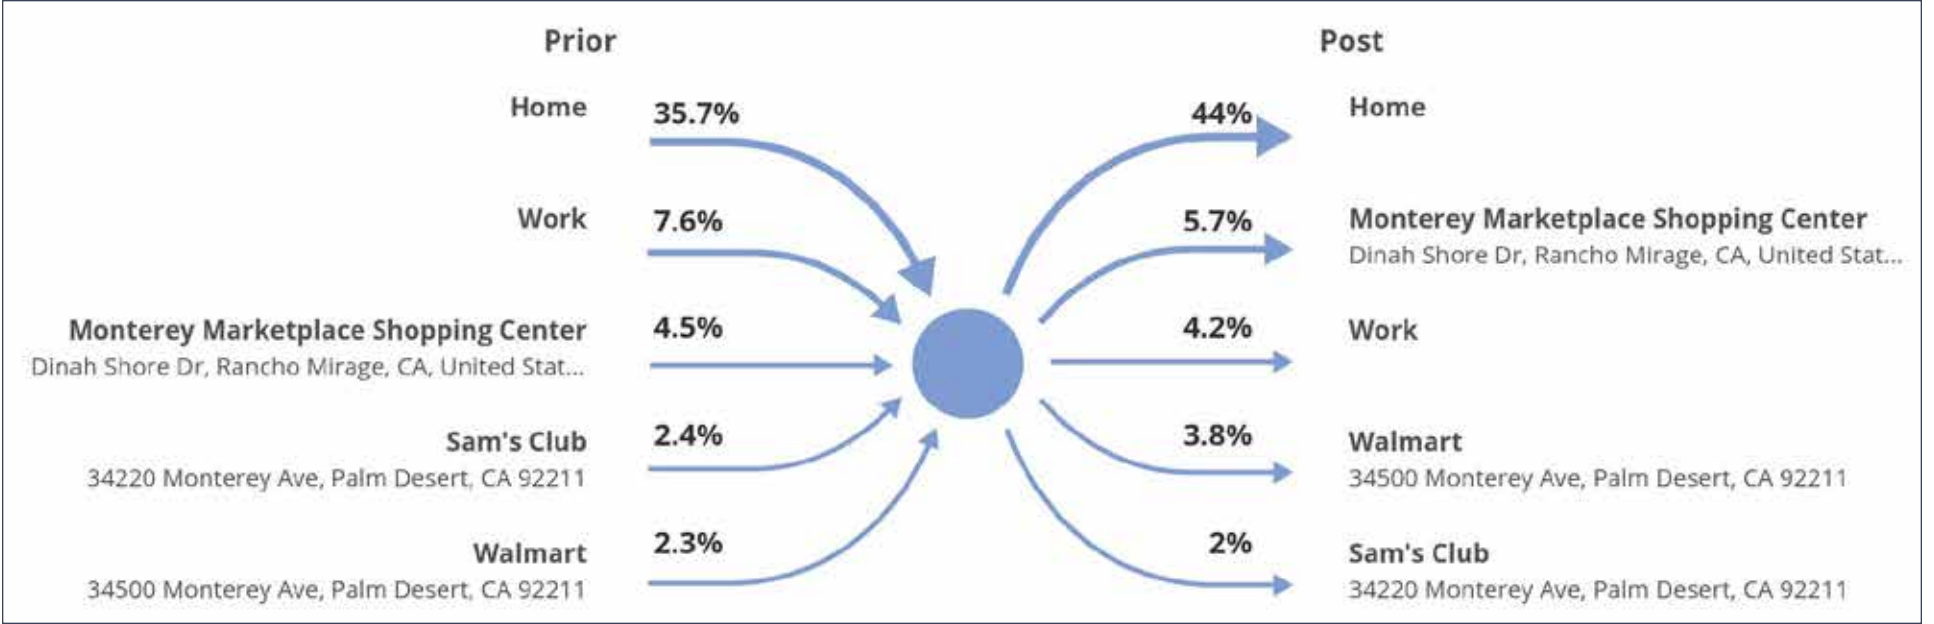 Prior
Home
35.7%
Work
7.6%
Monterey Marketplace Shopping Center
Dinah Shore Dr, Rancho Mirage, CA, United Stat...
4.5%
Sam's Club
34220 Monterey Ave, Palm Desert, CA 92211
2.4%
Walmart
34500 Monterey Ave, Palm Desert, CA 92211
2.3%
Post
44%
Home
5.7%
Monterey Marketplace Shopping Center
Dinah Shore Dr, Rancho Mirage, CA, United Stat...
4.2%
Work
3.8%
Walmart
34500 Monterey Ave, Palm Desert, CA 92211
2%
Sam's Club
34220 Monterey Ave, Palm Desert, CA 92211